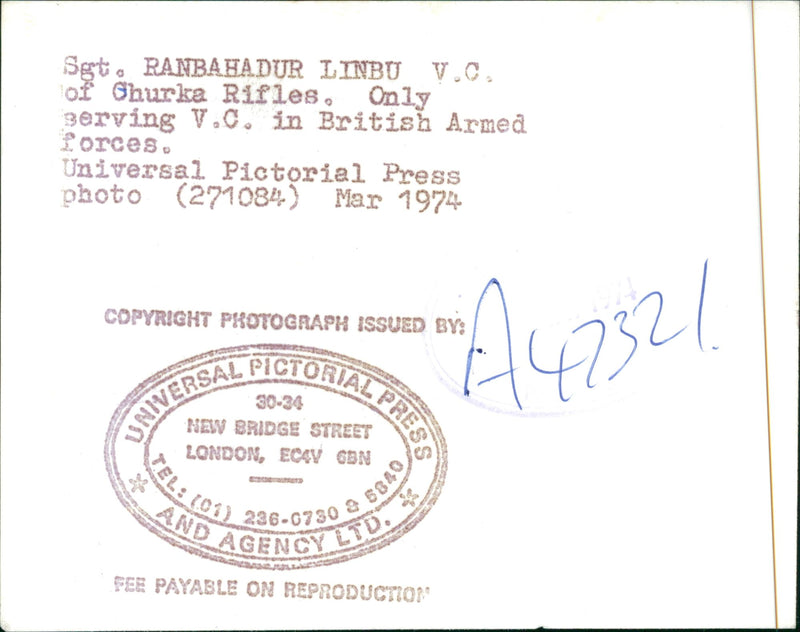 Sgt. RANBAHADUR LINBU V.C.
of Ghurka Rifles. Only
serving V.C. in British Armed
forces.
Universal Pictorial Press
photo (271084) Mar 1974
COPYRIGHT PHOTOGRAPH ISSUED BY:
UNIVERSAL PICTORIAL PRESS
30-34
NEW BRIDGE STREET
LONDON, EC4V 6BN
TEL: (01) 236-0730 & 5840
AND AGENCY LTD.
FEE PAYABLE ON REPRODUCTION
A47321.
1974